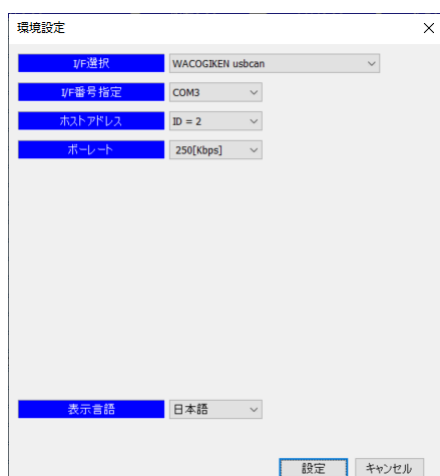 環境設定
I/F選択 WACOGIKEN usbcan
I/F番号指定 COM3
ホストアドレス ID = 2
ボーレート 250[Kbps]
表示言語 日本語
設定 キャンセル